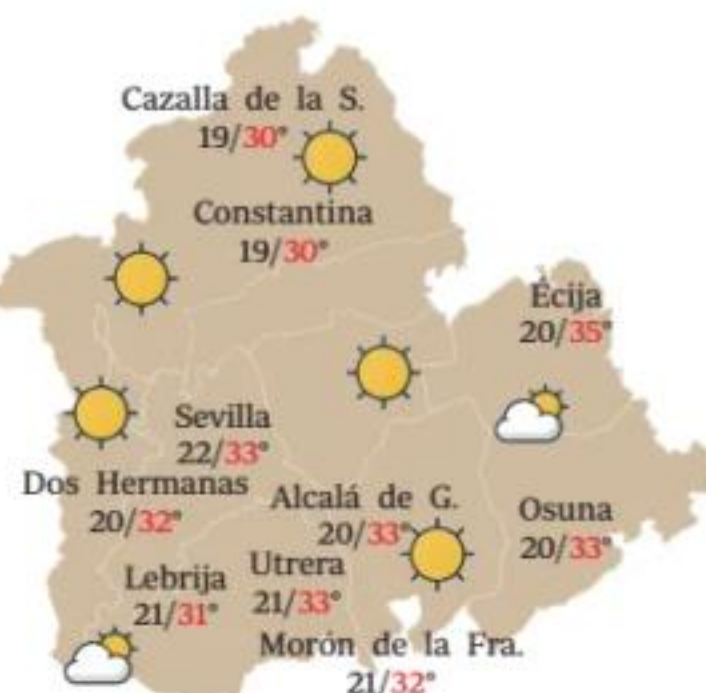 Cazalla de la S.
19/30°
Constantina
19/30°
Écija
20/35°
Sevilla
22/33°
Dos Hermanas
20/32°
Alcalá de G.
20/33°
Osuna
20/33°
Lebrija
21/31°
Utrera
21/33°
Morón de la Fra.
21/32°